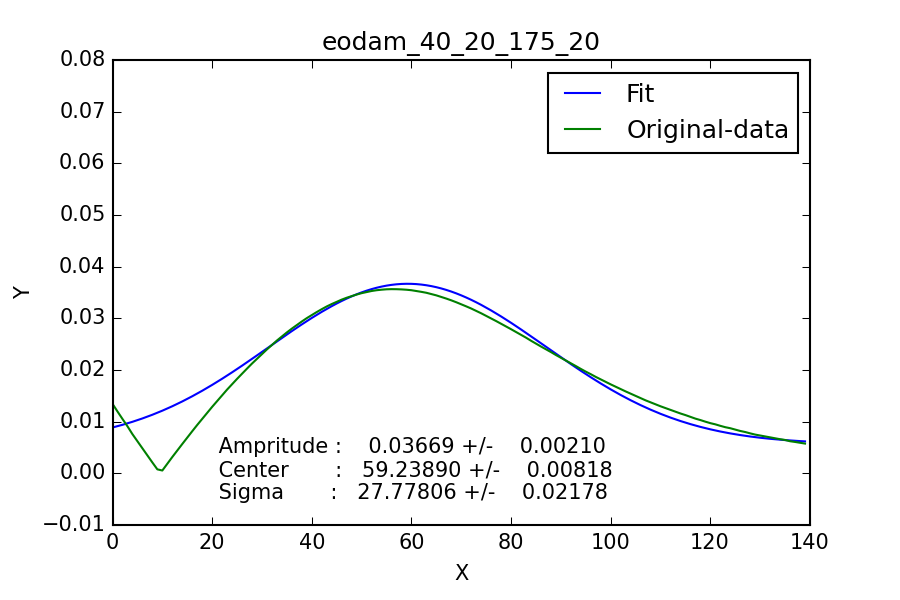 eodam_40_20_175_20
0.08
0.07
0.06
0.05
0.04
0.03
0.02
0.01
0.00
−0.01
Y
Fit
Original-data
Ampritude : 0.03669 +/- 0.00210
Center : 59.23890 +/- 0.00818
Sigma : 27.77806 +/- 0.02178
0 20 40 60 80 100 120 140
X